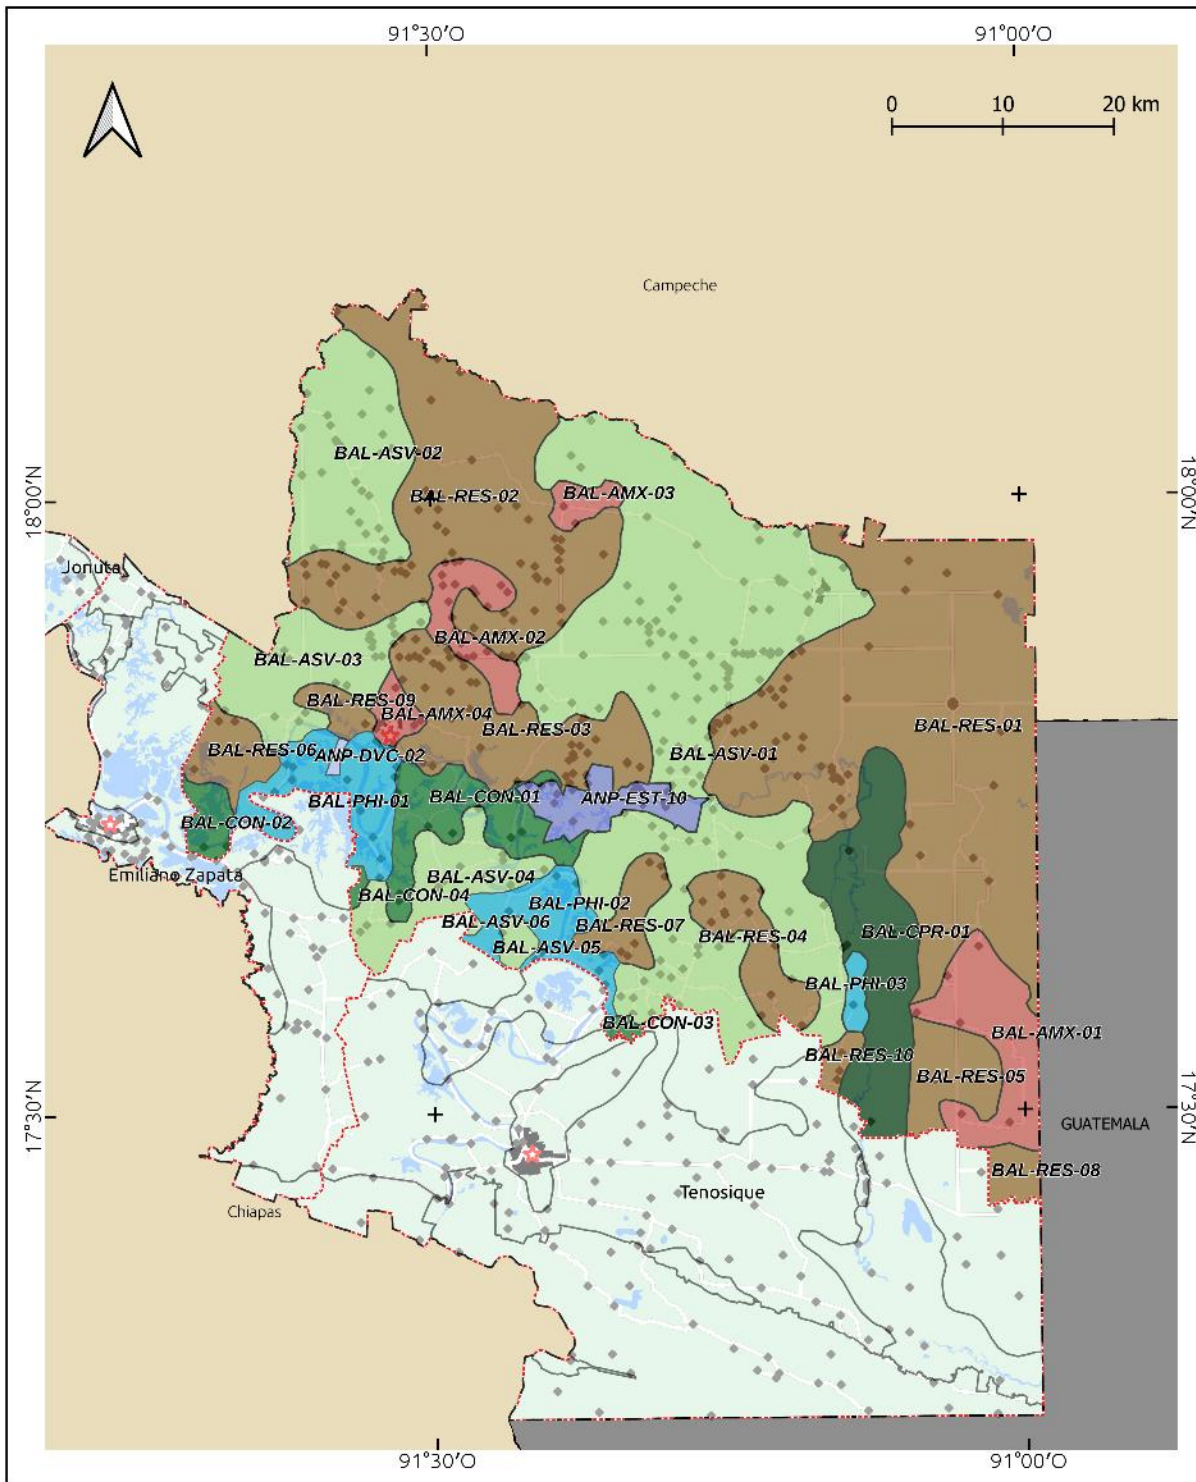 91°30'O
91°00'O
0 10 20 km
Campeche
BAL-ASV-02
BAL-RES-02
BAL-AMX-03
18°00'N
18°00'N
Jonuta
BAL-AMX-02
BAL-ASV-03
BAL-RES-09
BAL-AMX-04
BAL-RES-03
BAL-RES-01
BAL-RES-06
ANP-DVC-02
BAL-ASV-01
BAL-PHI-01
BAL-CON-01
ANP-EST-10
BAL-CON-02
Emiliano Zapata
BAL-ASV-04
BAL-CON-04
BAL-PHI-02
BAL-ASV-06
BAL-RES-07
BAL-CPR-01
BAL-RES-04
BAL-ASV-05
BAL-PHI-03
BAL-CON-03
BAL-AMX-01
BAL-RES-10
BAL-RES-05
17°30'N
17°30'N
GUATEMALA
BAL-RES-08
Tenosique
Chiapas
91°30'O
91°00'O